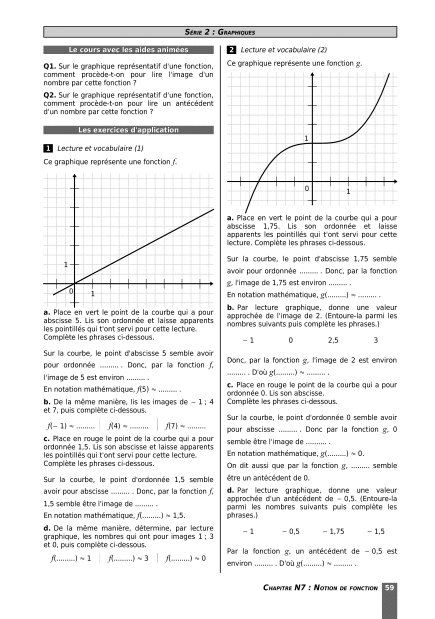 SÉRIE 2 : GRAPHIQUES
Le cours avec les aides animées
Q1. Sur le graphique représentatif d'une fonction,
comment procède-t-on pour lire l'image d'un
nombre par cette fonction ?
Q2. Sur le graphique représentatif d'une fonction,
comment procède-t-on pour lire un antécédent
d'un nombre par cette fonction ?
Les exercices d'application
1 Lecture et vocabulaire (1)
Ce graphique représente une fonction f.
1
0
1
a. Place en vert le point de la courbe qui a pour
abscisse 5. Lis son ordonnée et laisse apparents
les pointillés qui t'ont servi pour cette lecture.
Complète les phrases ci-dessous.
Sur la courbe, le point d'abscisse 5 semble avoir
pour ordonnée ......... . Donc, par la fonction f,
l'image de 5 est environ ......... .
En notation mathématique, f(5) ≈ ......... .
b. De la même manière, lis les images de − 1 ; 4
et 7, puis complète ci-dessous.
f(− 1) ≈ ......... f(4) ≈ ......... f(7) ≈ .........
c. Place en rouge le point de la courbe qui a pour
ordonnée 1,5. Lis son abscisse et laisse apparents
les pointillés qui t'ont servi pour cette lecture.
Complète les phrases ci-dessous.
Sur la courbe, le point d'ordonnée 1,5 semble
avoir pour abscisse ......... . Donc, par la fonction f,
1,5 semble être l'image de ......... .
En notation mathématique, f(.........) ≈ 1,5.
d. De la même manière, détermine, par lecture
graphique, les nombres qui ont pour images 1 ; 3
et 0, puis complète ci-dessous.
f(.........) ≈ 1 f(.........) ≈ 3 f(.........) ≈ 0
2 Lecture et vocabulaire (2)
Ce graphique représente une fonction g.
1
0
1
a. Place en vert le point de la courbe qui a pour
abscisse 1,75. Lis son ordonnée et laisse
apparents les pointillés qui t'ont servi pour cette
lecture. Complète les phrases ci-dessous.
Sur la courbe, le point d'abscisse 1,75 semble
avoir pour ordonnée ......... . Donc, par la fonction
g, l'image de 1,75 est environ ......... .
En notation mathématique, g(.........) ≈ ......... .
b. Par lecture graphique, donne une valeur
approchée de l'image de 2. (Entoure-la parmi les
nombres suivants puis complète les phrases.)
− 1 0 2,5 3
Donc, par la fonction g, l'image de 2 est environ
......... . D'où g(.........) ≈ ......... .
c. Place en rouge le point de la courbe qui a pour
ordonnée 0. Lis son abscisse.
Complète les phrases ci-dessous.
Sur la courbe, le point d'ordonnée 0 semble avoir
pour abscisse ......... . Donc par la fonction g, 0
semble être l'image de .......... .
En notation mathématique, g(.........) ≈ 0.
On dit aussi que par la fonction g, ......... semble
être un antécédent de 0.
d. Par lecture graphique, donne une valeur
approchée d'un antécédent de − 0,5. (Entoure-la
parmi les nombres suivants puis complète les
phrases.)
− 1 − 0,5 − 1,75 − 1,5
Par la fonction g, un antécédent de − 0,5 est
environ ......... . D'où g(.........) ≈ ......... .
CHAPITRE N7 : NOTION DE FONCTION 59